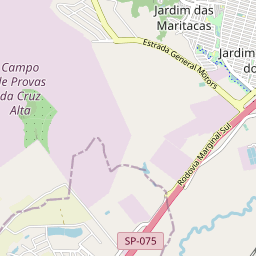 Jardim das
Maritacas
Estrada General Motors
Jardim
do
Campo
de Provas
da Cruz
Alta
Rodovia Marginal Sul
SP-075